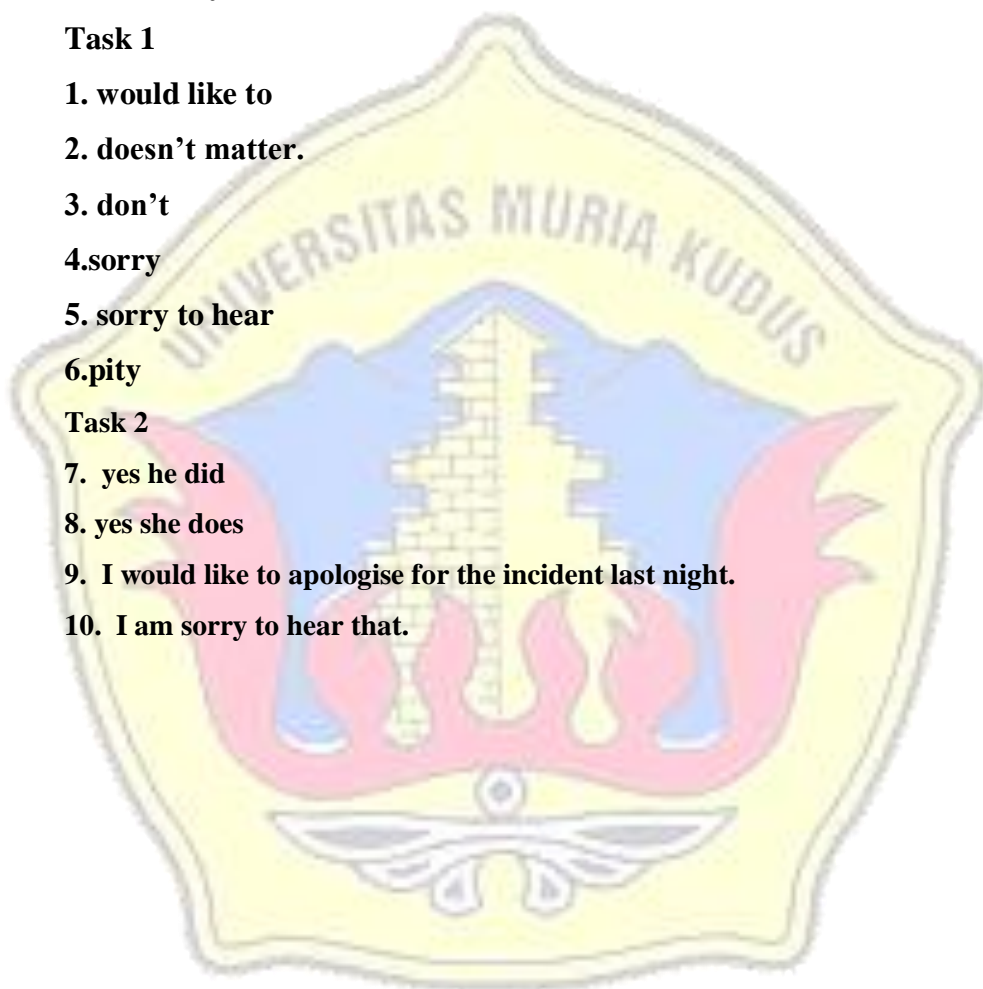 Task 1
1. would like to
2. doesn’t matter.
3. don’t
4.sorry
5. sorry to hear
6.pity
Task 2
7. yes he did
8. yes she does
9. I would like to apologise for the incident last night.
10. I am sorry to hear that.
UNIVERSITAS MURIA KUDUS